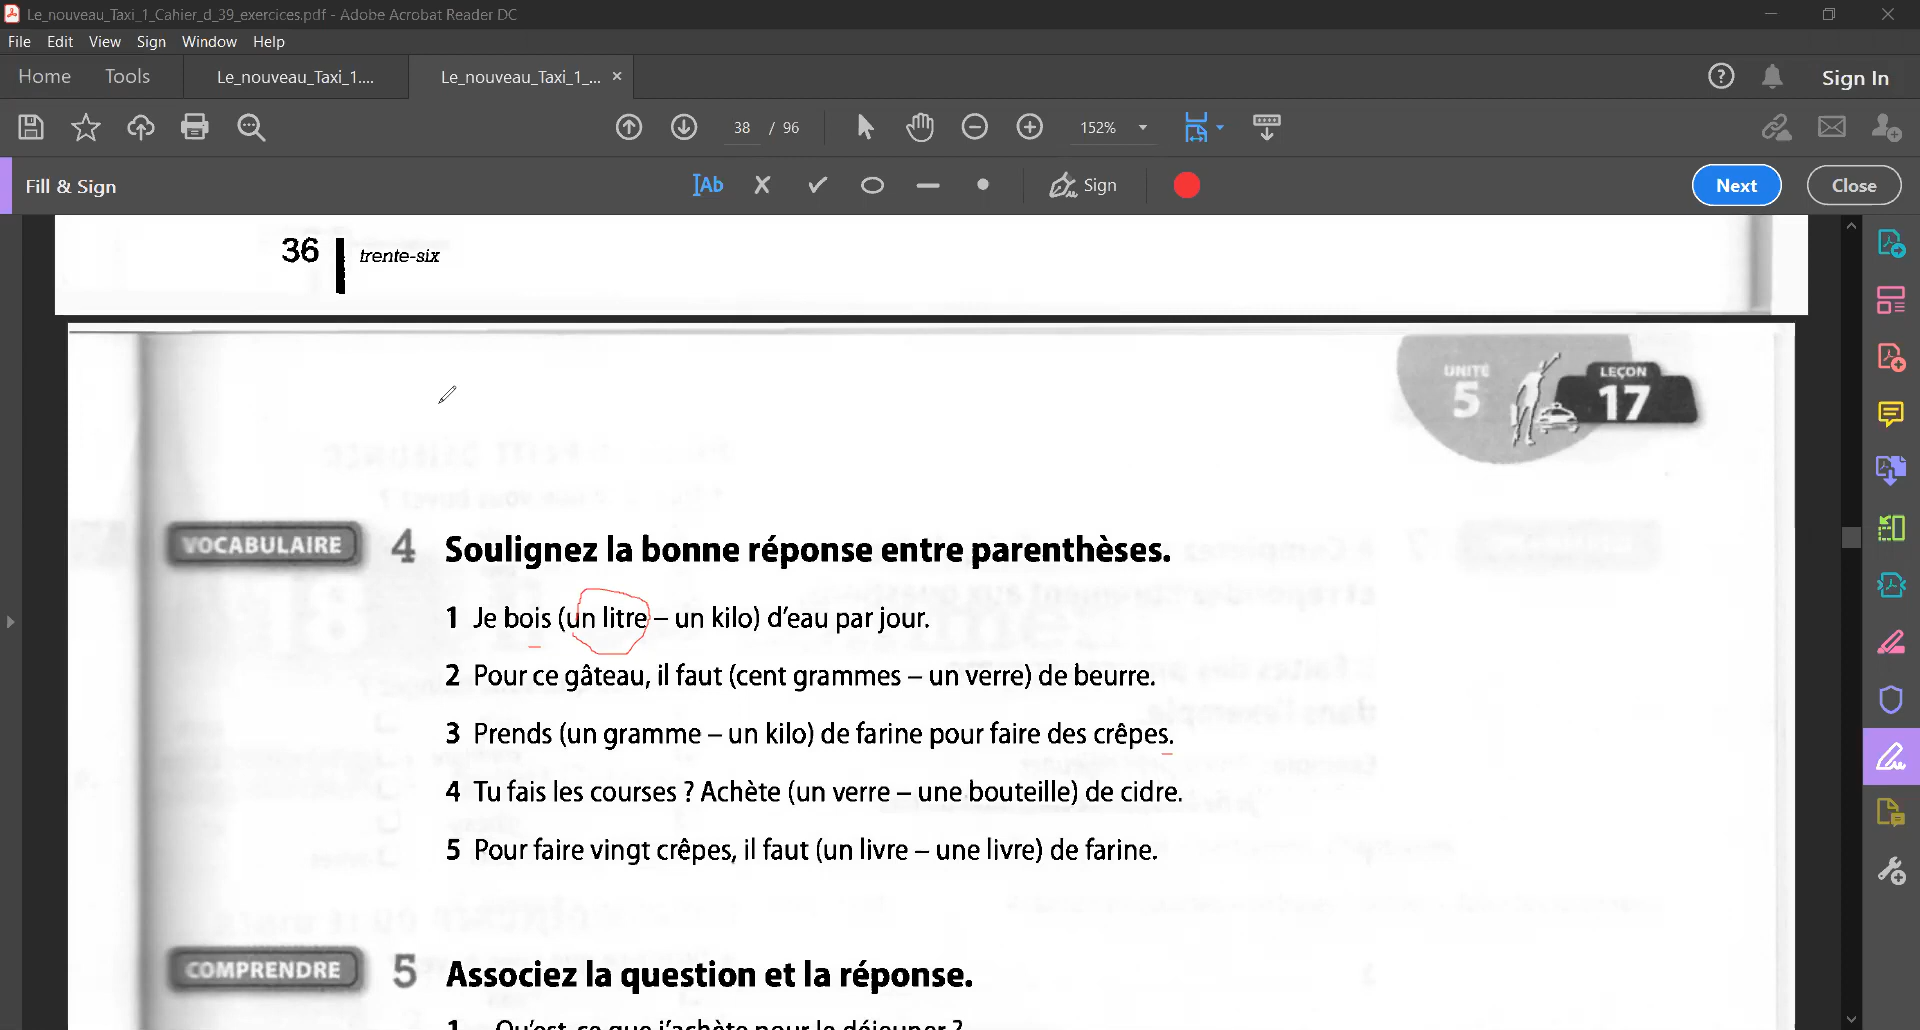 Le_nouveau_Taxi_1_Cahier_d_39_exercices.pdf - Adobe Acrobat Reader DC
File Edit View Sign Window Help
Home Tools Le_nouveau_Taxi_1.... Le_nouveau_Taxi_1_... × Sign In
38 / 96 152%
Fill & Sign Ab Sign Next Close
36 trente-six
UNITÉ 5 LEÇON 17
VOCABULAIRE 4 Soulignez la bonne réponse entre parenthèses.
1 Je bois (un litre – un kilo) d'eau par jour.
2 Pour ce gâteau, il faut (cent grammes – un verre) de beurre.
3 Prends (un gramme – un kilo) de farine pour faire des crêpes.
4 Tu fais les courses ? Achète (un verre – une bouteille) de cidre.
5 Pour faire vingt crêpes, il faut (un livre – une livre) de farine.
COMPRENDRE 5 Associez la question et la réponse.
1 Qu'est-ce que j'achète pour le déjeuner ?